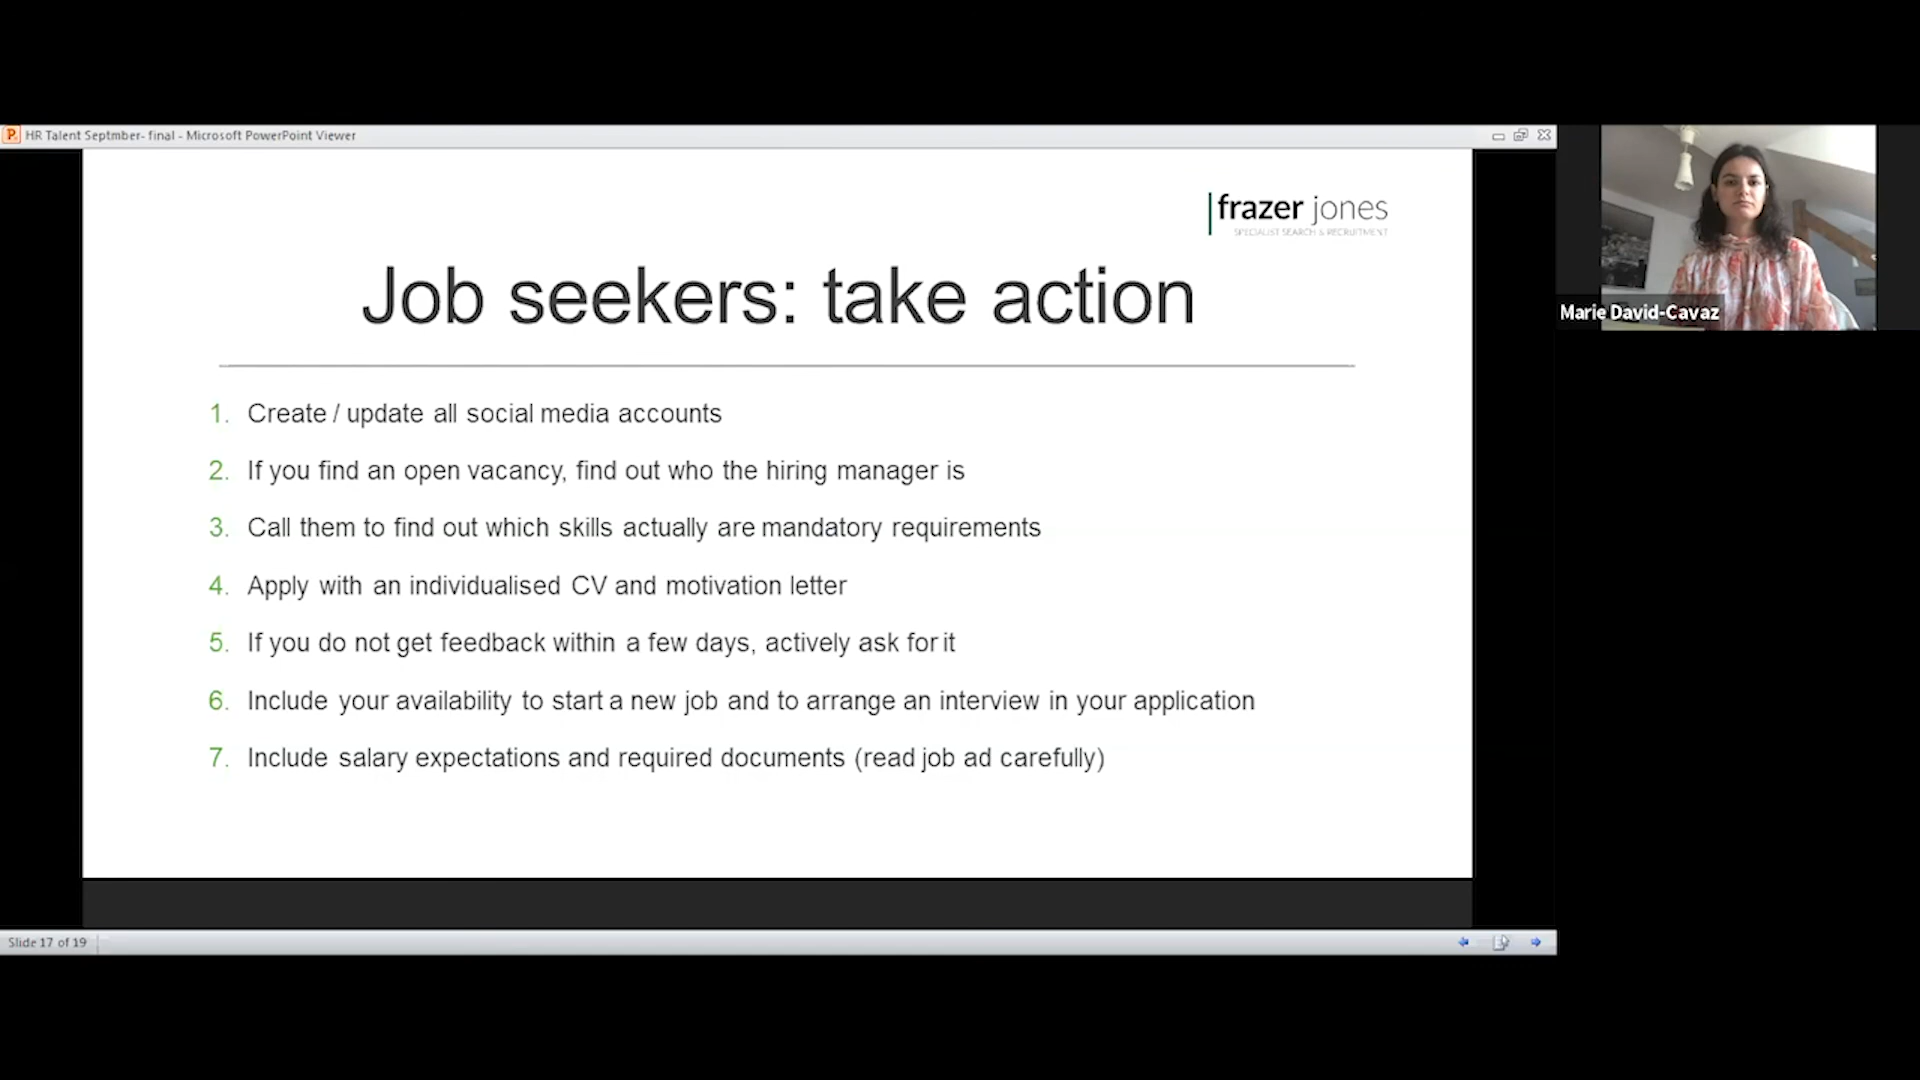 HR Talent Septmber- final - Microsoft PowerPoint Viewer
frazer jones
SPECIALIST SEARCH & RECRUITMENT
Job seekers: take action
1. Create / update all social media accounts
2. If you find an open vacancy, find out who the hiring manager is
3. Call them to find out which skills actually are mandatory requirements
4. Apply with an individualised CV and motivation letter
5. If you do not get feedback within a few days, actively ask for it
6. Include your availability to start a new job and to arrange an interview in your application
7. Include salary expectations and required documents (read job ad carefully)
Slide 17 of 19
Marie David-Cavaz